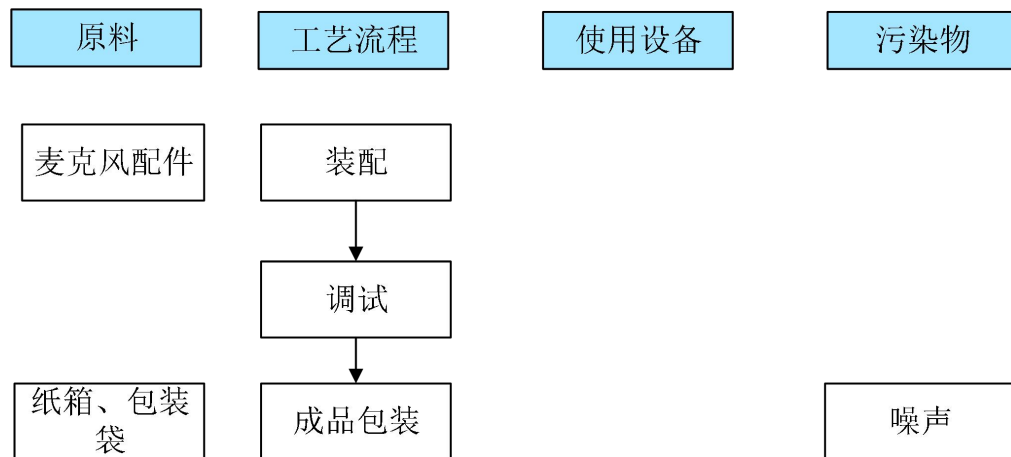 原料 工艺流程 使用设备 污染物
麦克风配件 装配
调试
纸箱、包装
袋
成品包装
噪声